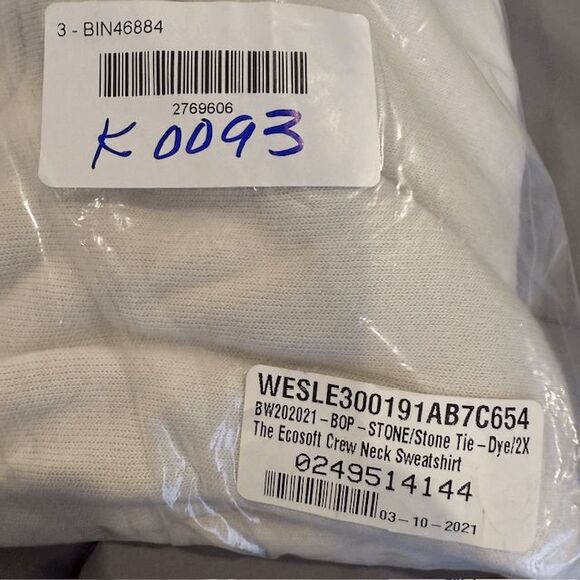 3 - BIN46884
2769606
K 0093
WESLE300191AB7C654
BW202021-BOP-STONE/Stone Tie-Dye/2X
The Ecosoft Crew Neck Sweatshirt
0249514144
03-10-2021